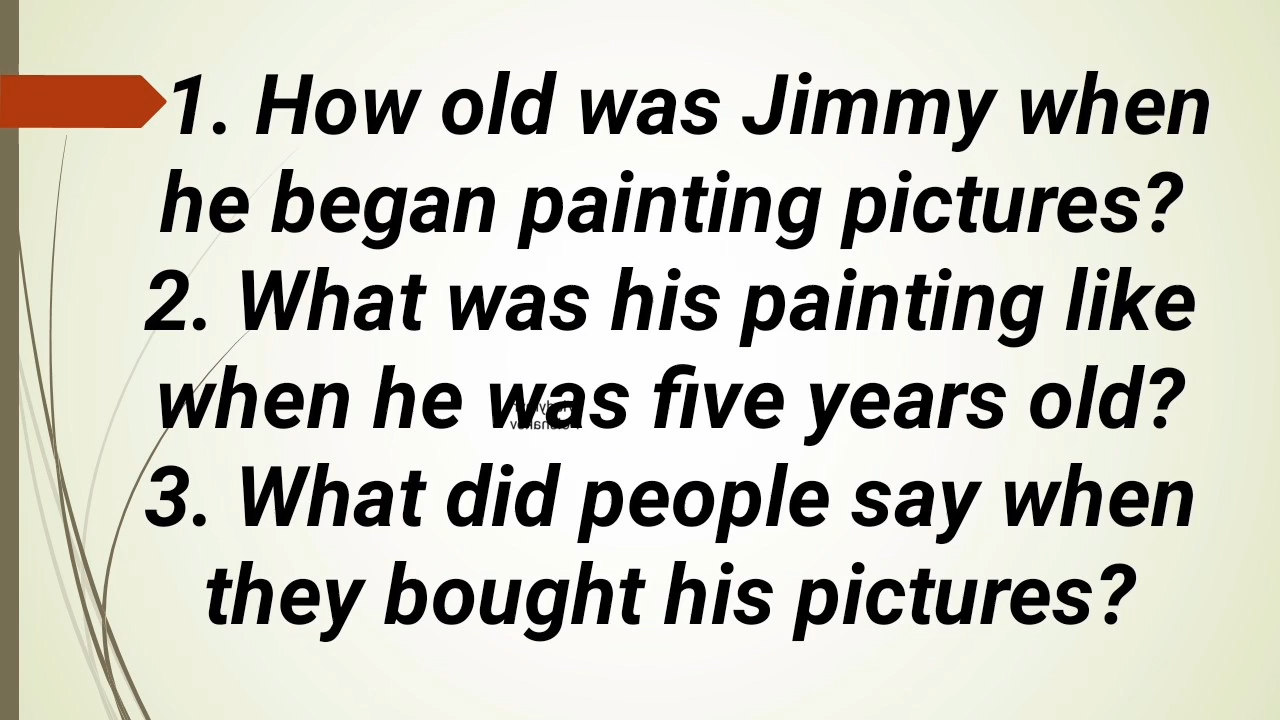 1. How old was Jimmy when
he began painting pictures?
2. What was his painting like
when he was five years old?
3. What did people say when
they bought his pictures?